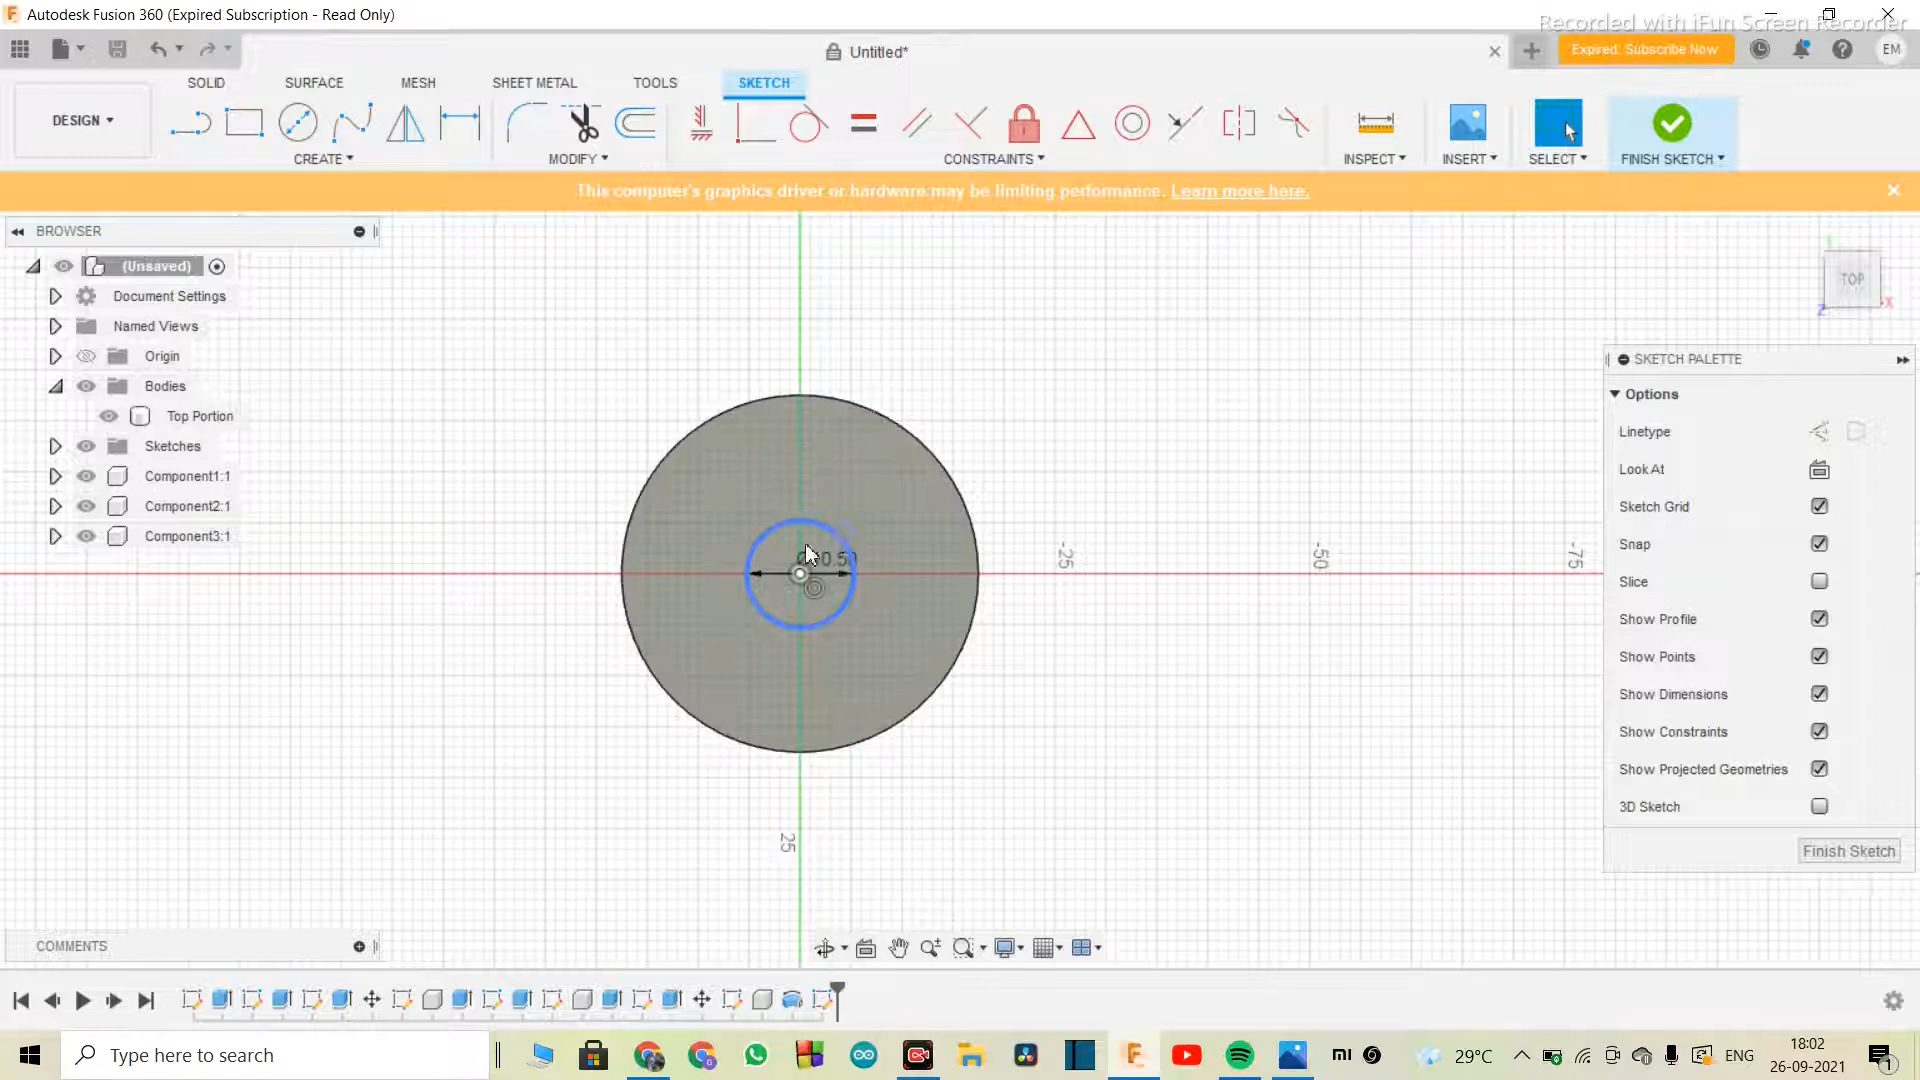 Autodesk Fusion 360 (Expired Subscription - Read Only)
Recorded with iFun Screen Recorder
Untitled*
Expired: Subscribe Now
EM
SOLID
SURFACE
MESH
SHEET METAL
TOOLS
SKETCH
DESIGN
CREATE
MODIFY
CONSTRAINTS
INSPECT
INSERT
SELECT
FINISH SKETCH
This computer's graphics driver or hardware may be limiting performance. Learn more here.
BROWSER
(Unsaved)
Document Settings
Named Views
Origin
Bodies
Top Portion
Sketches
Component1:1
Component2:1
Component3:1
TOP
X
Z
-25
-50
-75
25
SKETCH PALETTE
Options
Linetype
Look At
Sketch Grid
Snap
Slice
Show Profile
Show Points
Show Dimensions
Show Constraints
Show Projected Geometries
3D Sketch
Finish Sketch
COMMENTS
Type here to search
mi
29°C
ENG
18:02
26-09-2021
1